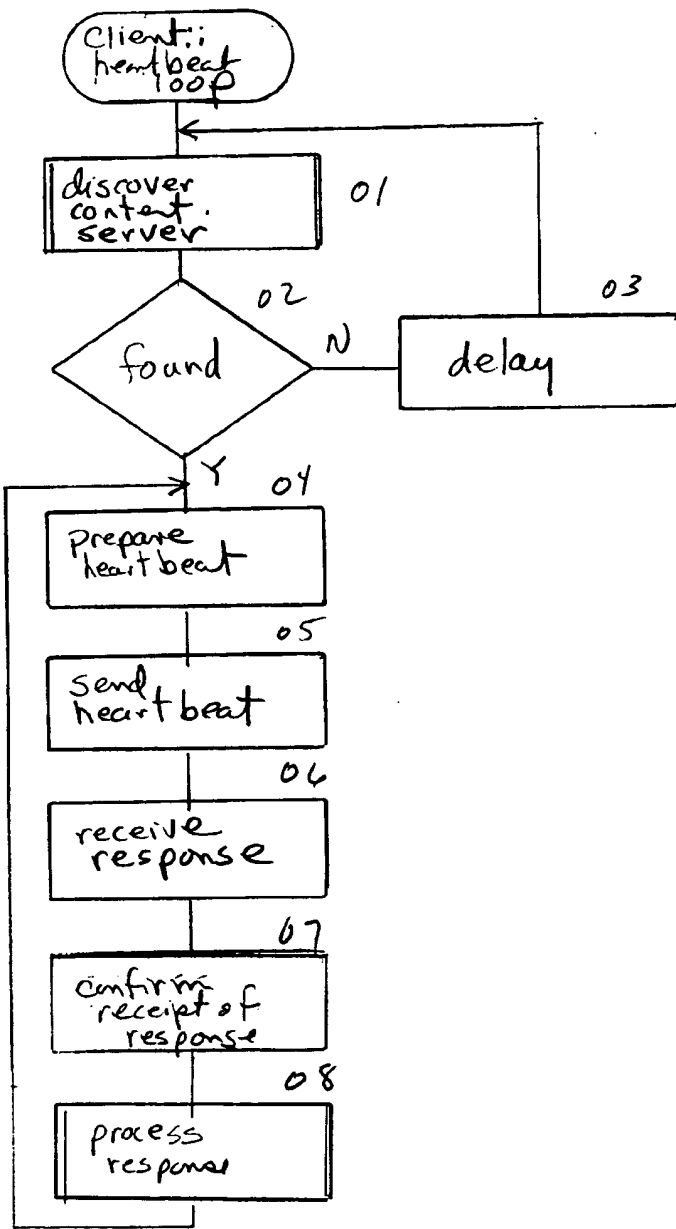 Client::
heartbeat
loop
discover
content
server
01
02
found
N
03
delay
Y
04
prepare
heartbeat
05
send
heartbeat
06
receive
response
07
confirm
receipt of
response
08
process
response